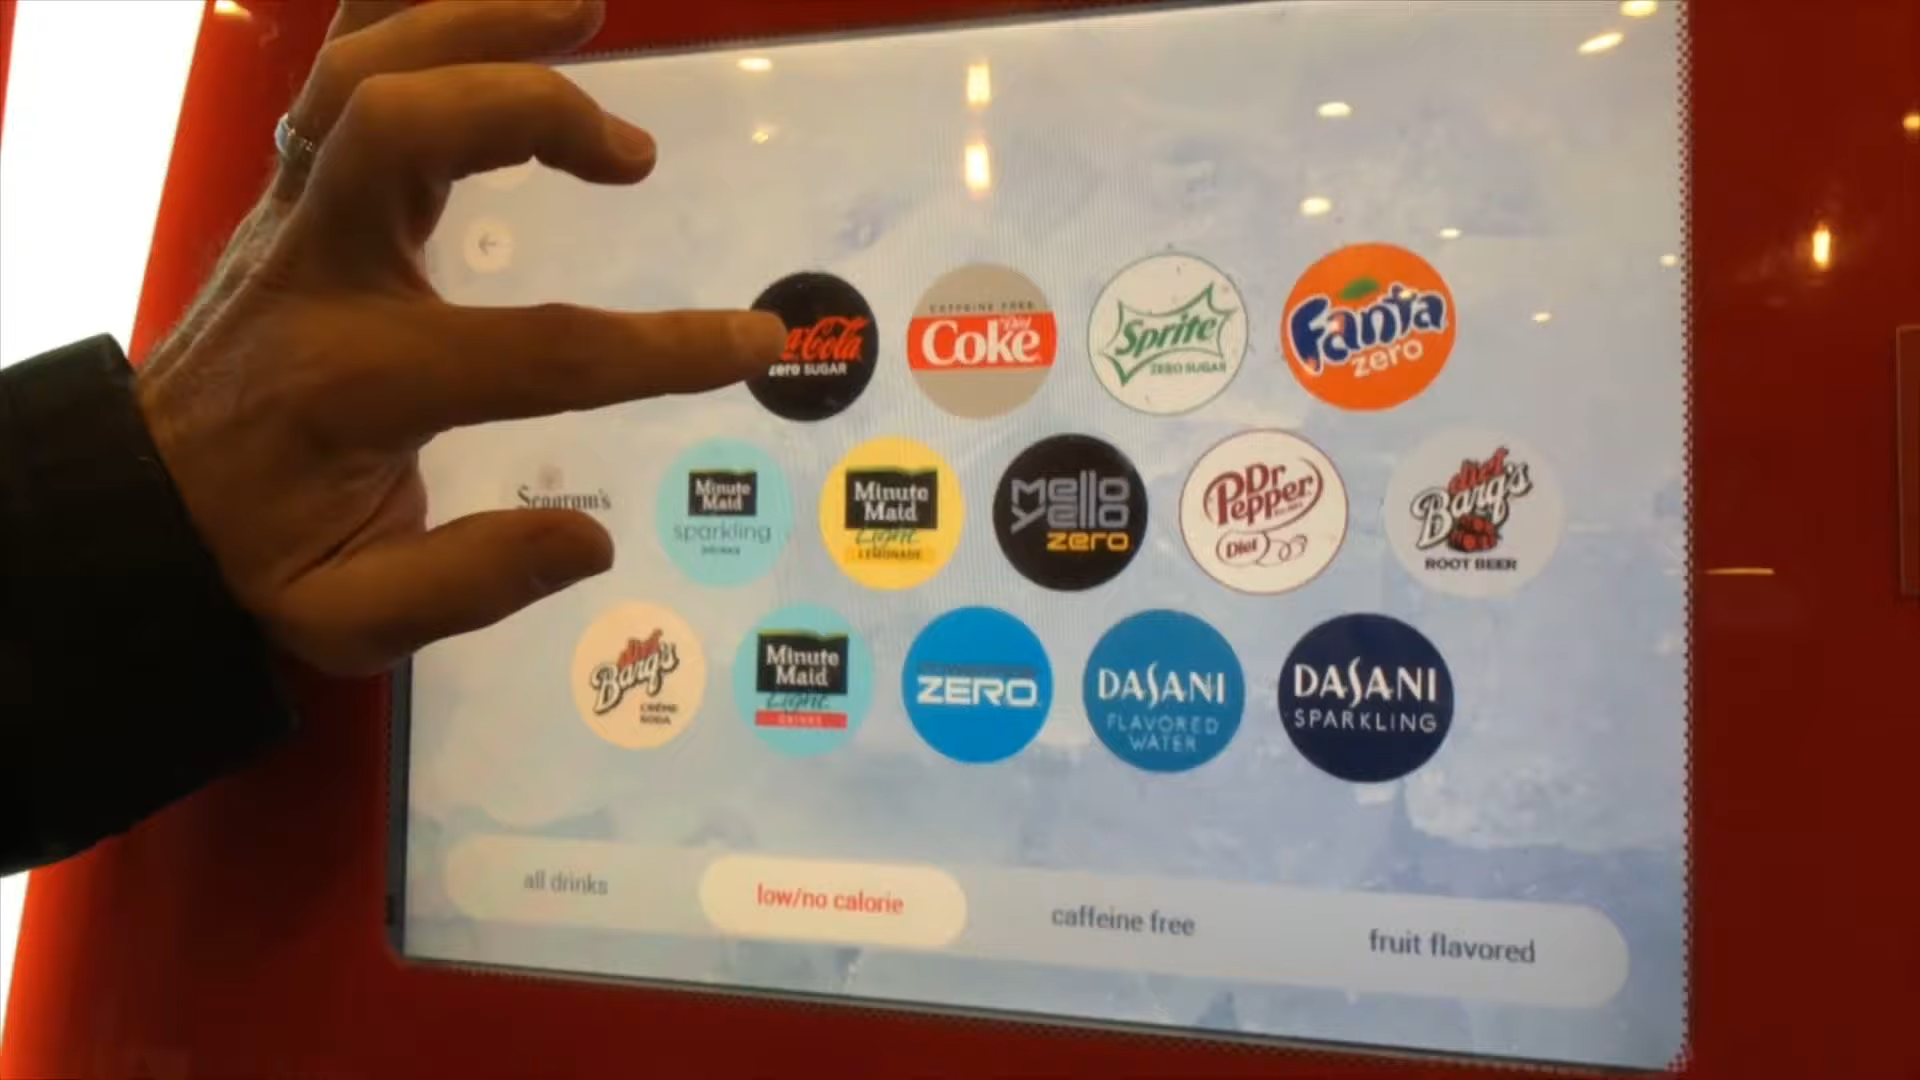 a-Cola
zero SUGAR
CAFFEINE FREE
Diet
Coke
Sprite
ZERO SUGAR
Fanta
zero
Seagram's
Minute
Maid
sparkling
DRINKS
Minute
Maid
Light
LEMONADE
mello
yello
zero
Dr
Pepper
Diet
diet
Barq's
ROOT BEER
diet
Barq's
CRÈME
SODA
Minute
Maid
Light
DRINKS
ZERO
DASANI
FLAVORED
WATER
DASANI
SPARKLING
all drinks
low/no calorie
caffeine free
fruit flavored